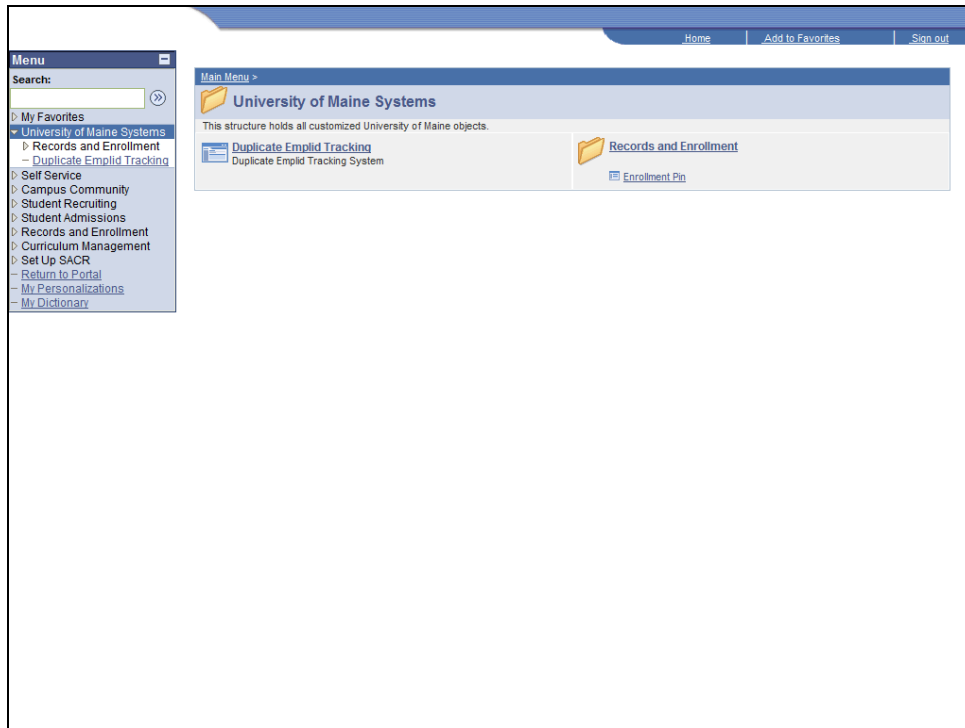 Home
Add to Favorites
Sign out
Menu
Search:
My Favorites
University of Maine Systems
Records and Enrollment
Duplicate Emplid Tracking
Self Service
Campus Community
Student Recruiting
Student Admissions
Records and Enrollment
Curriculum Management
Set Up SACR
Return to Portal
My Personalizations
My Dictionary
Main Menu >
University of Maine Systems
This structure holds all customized University of Maine objects.
Duplicate Emplid Tracking
Duplicate Emplid Tracking System
Records and Enrollment
Enrollment Pin